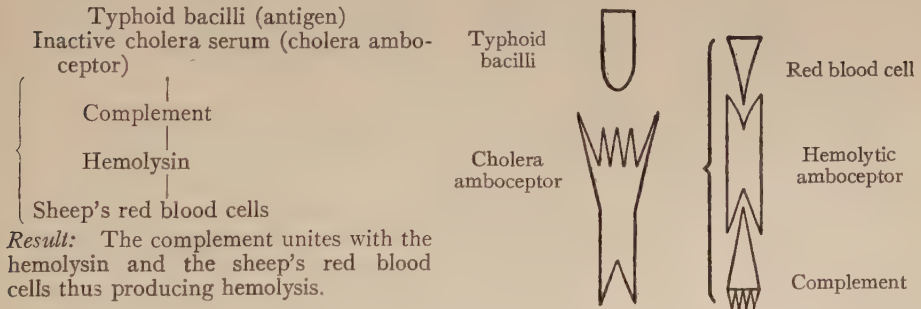 Typhoid bacilli (antigen)
Inactive cholera serum (cholera ambo-
ceptor)
Complement
Hemolysin
Sheep's red blood cells
Result: The complement unites with the
hemolysin and the sheep's red blood
cells thus producing hemolysis.
Typhoid
bacilli
Cholera
amboceptor
Red blood cell
Hemolytic
amboceptor
Complement